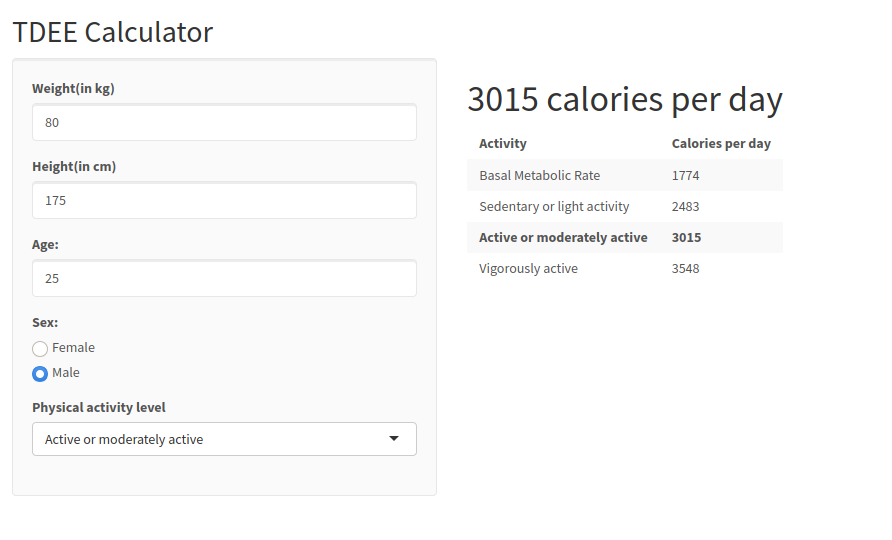 TDEE Calculator
Weight(in kg)
80
Height(in cm)
175
Age:
25
Sex:
Female
Male
Physical activity level
Active or moderately active
3015 calories per day
Activity Calories per day
Basal Metabolic Rate 1774
Sedentary or light activity 2483
Active or moderately active 3015
Vigorously active 3548